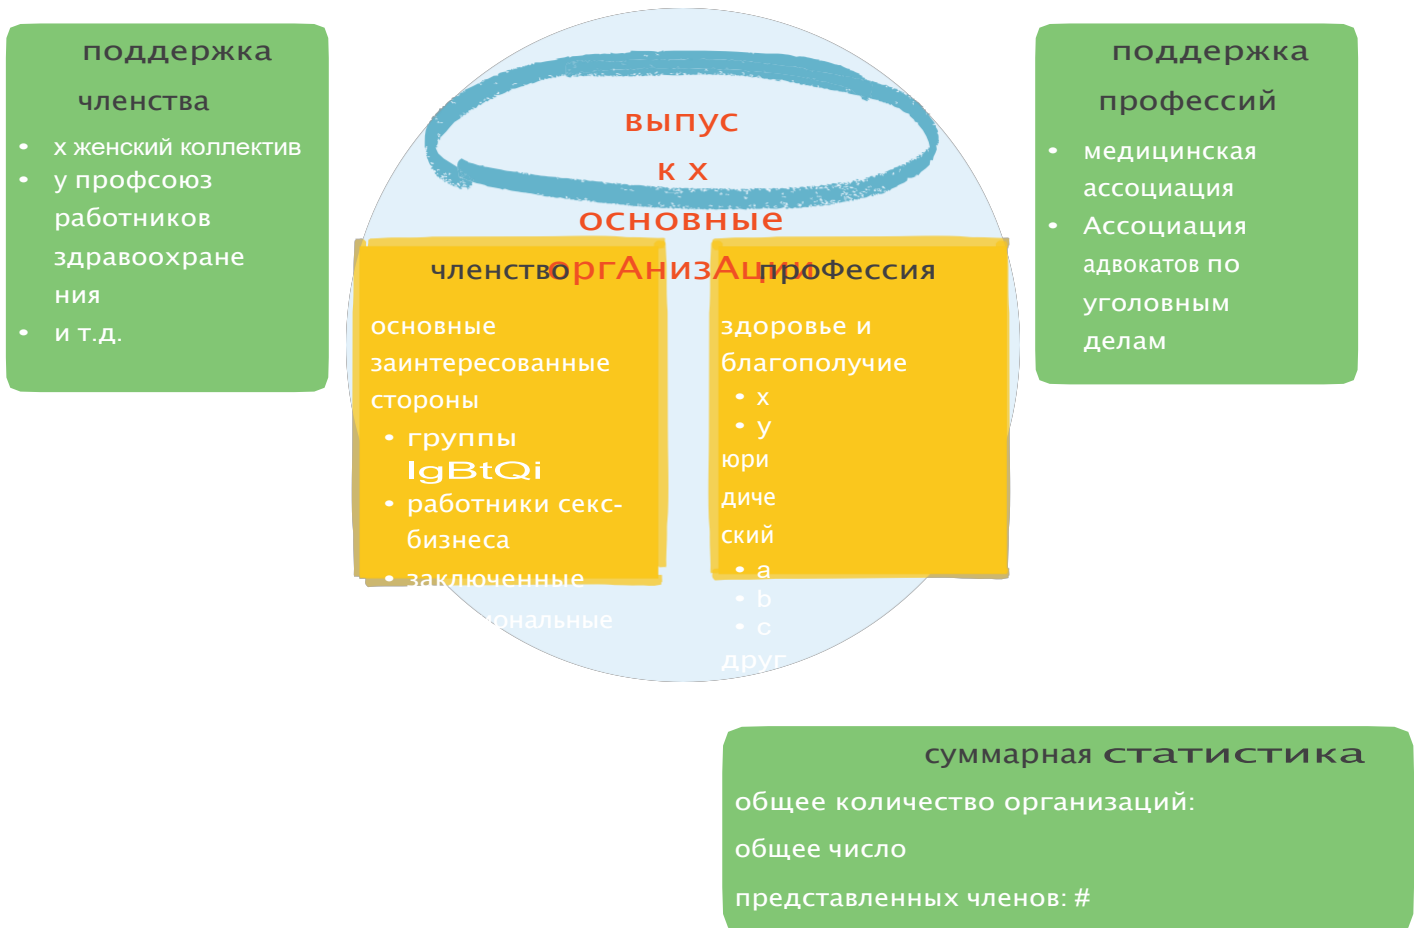 поддержка
членства
• х женский коллектив
• у профсоюз
работников
здравоохране
ния
• и т.д.
выпус
к х
основные
оргАнизАции
членство
основные
заинтересованные
стороны
• группы
lgBtQi
• работники секс-
бизнеса
• заключенные
ональные
проФессия
здоровье и
благополучие
• х
• у
юри
диче
ский
• a
• b
• c
друг
поддержка
профессий
• медицинская
ассоциация
• Ассоциация
адвокатов по
уголовным
делам
суммарная статистика
общее количество организаций:
общее число
представленных членов: #